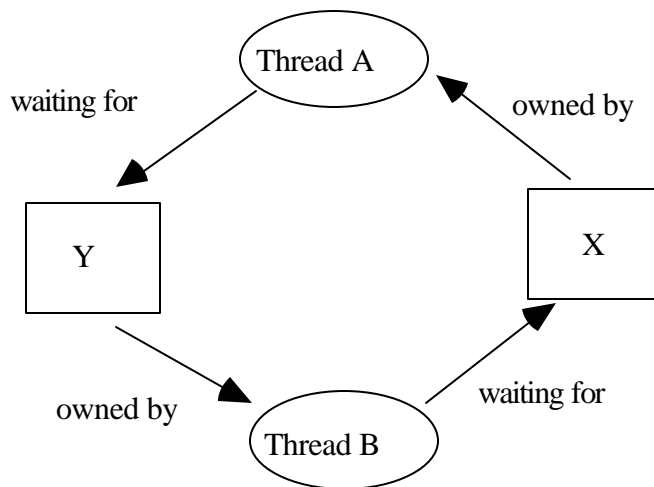 Thread A
waiting for
owned by
Y
X
owned by
waiting for
Thread B